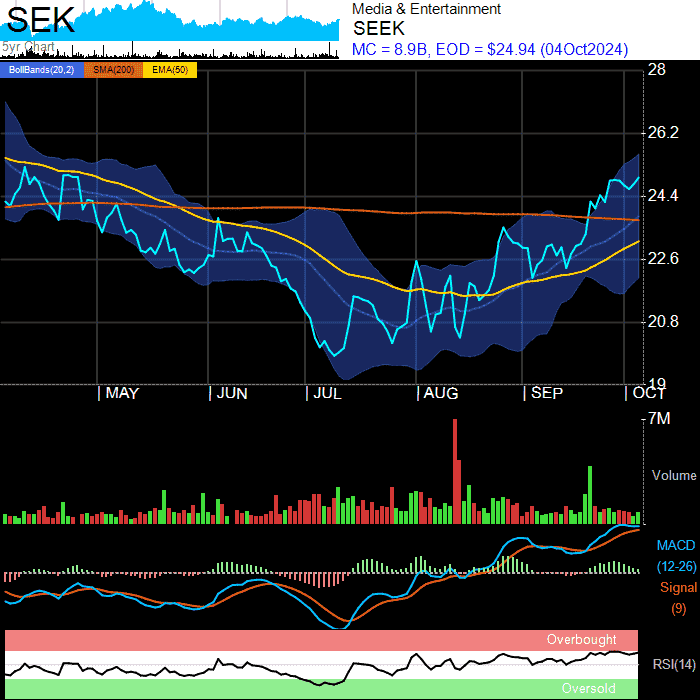 SEK
5yr Chart
Media & Entertainment
SEEK
MC = 8.9B, EOD = $24.94 (04Oct2024)
BollBands(20,2) SMA(200) EMA(50)
28
26.2
24.4
22.6
20.8
19
MAY JUN JUL AUG SEP OCT
7M
Volume
MACD
(12-26)
Signal
(9)
Overbought
RSI(14)
Oversold